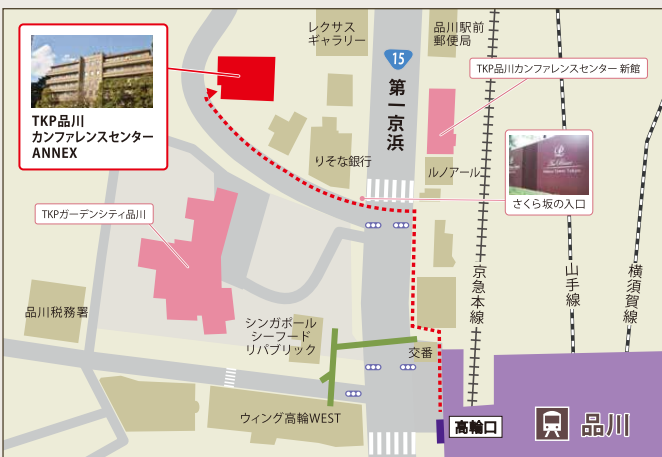 レクサス
ギャラリー
品川駅前
郵便局
15
第一京浜
TKP品川カンファレンスセンター 新館
TKP品川
カンファレンスセンター
ANNEX
りそな銀行
ルノアール
さくら坂の入口
TKPガーデンシティ品川
京急本線
山手線
横須賀線
品川税務署
シンガポール
シーフード
リパブリック
交番
ウィング高輪WEST
高輪口
品川